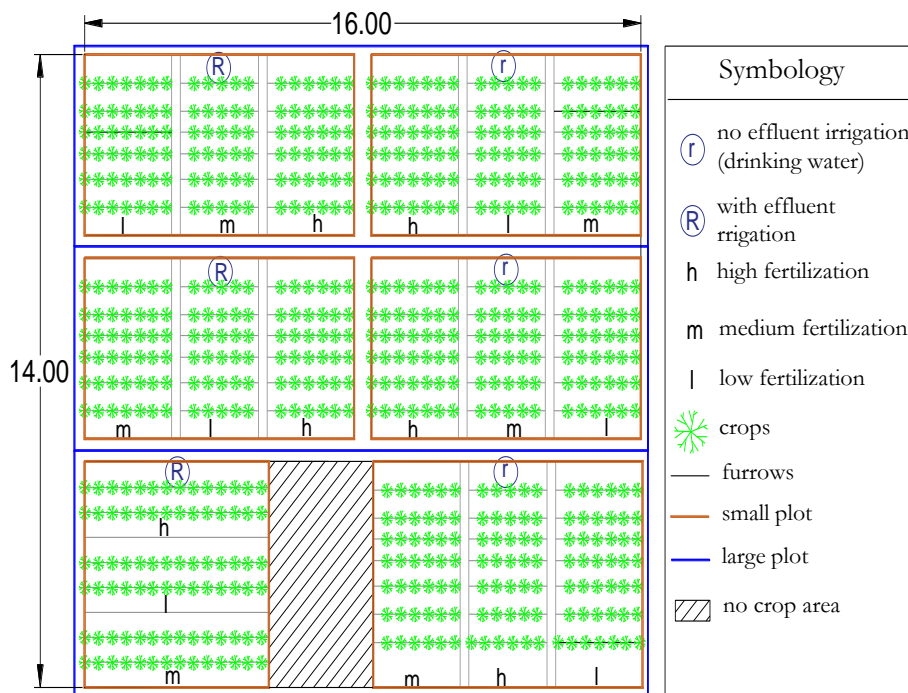 16.00
R
r
l
m
h
h
l
m
14.00
R
r
m
l
h
h
m
l
R
r
h
l
m
m
h
l
Symbology
r
no effluent irrigation
(drinking water)
R
with effluent
rrigation
h high fertilization
m medium fertilization
l low fertilization
crops
furrows
small plot
large plot
no crop area